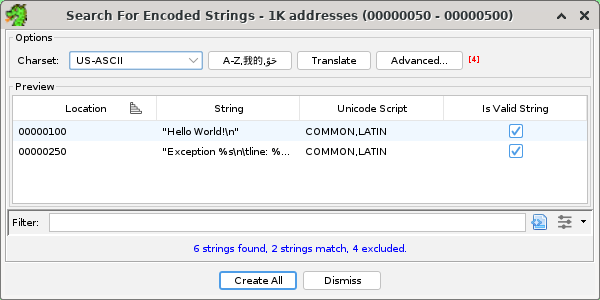 Search For Encoded Strings - 1K addresses (00000050 - 00000500)
Options
Charset: US-ASCII A-Z,我的,حَقّ Translate Advanced... [4]
Preview
Location String Unicode Script Is Valid String
00000100 "Hello World!\n" COMMON,LATIN
00000250 "Exception %s\n\tline: %... COMMON,LATIN
Filter:
6 strings found, 2 strings match, 4 excluded.
Create All Dismiss